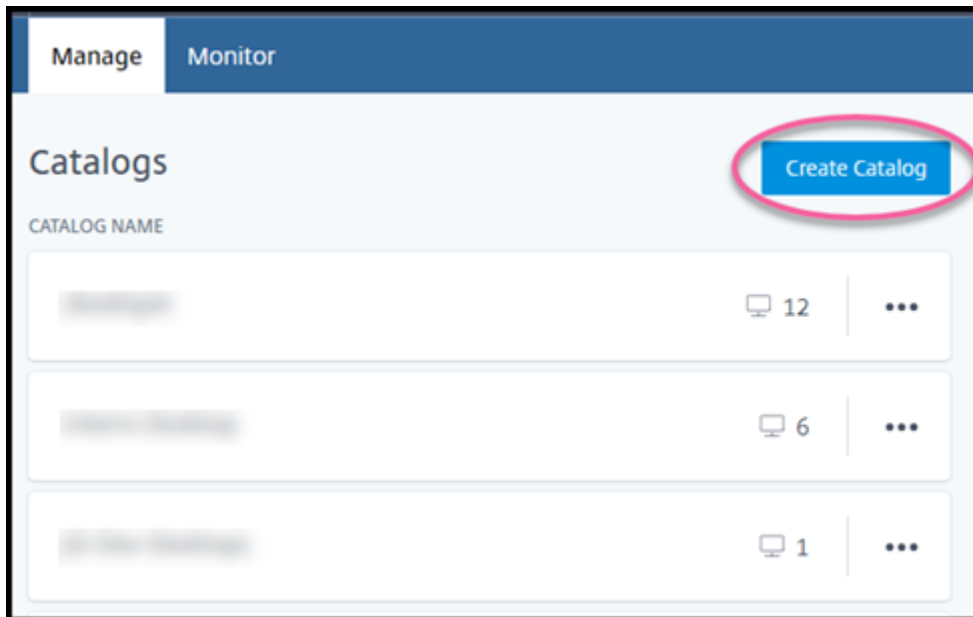 Manage Monitor
Catalogs
Create Catalog
CATALOG NAME
12
•••
6
•••
1
•••